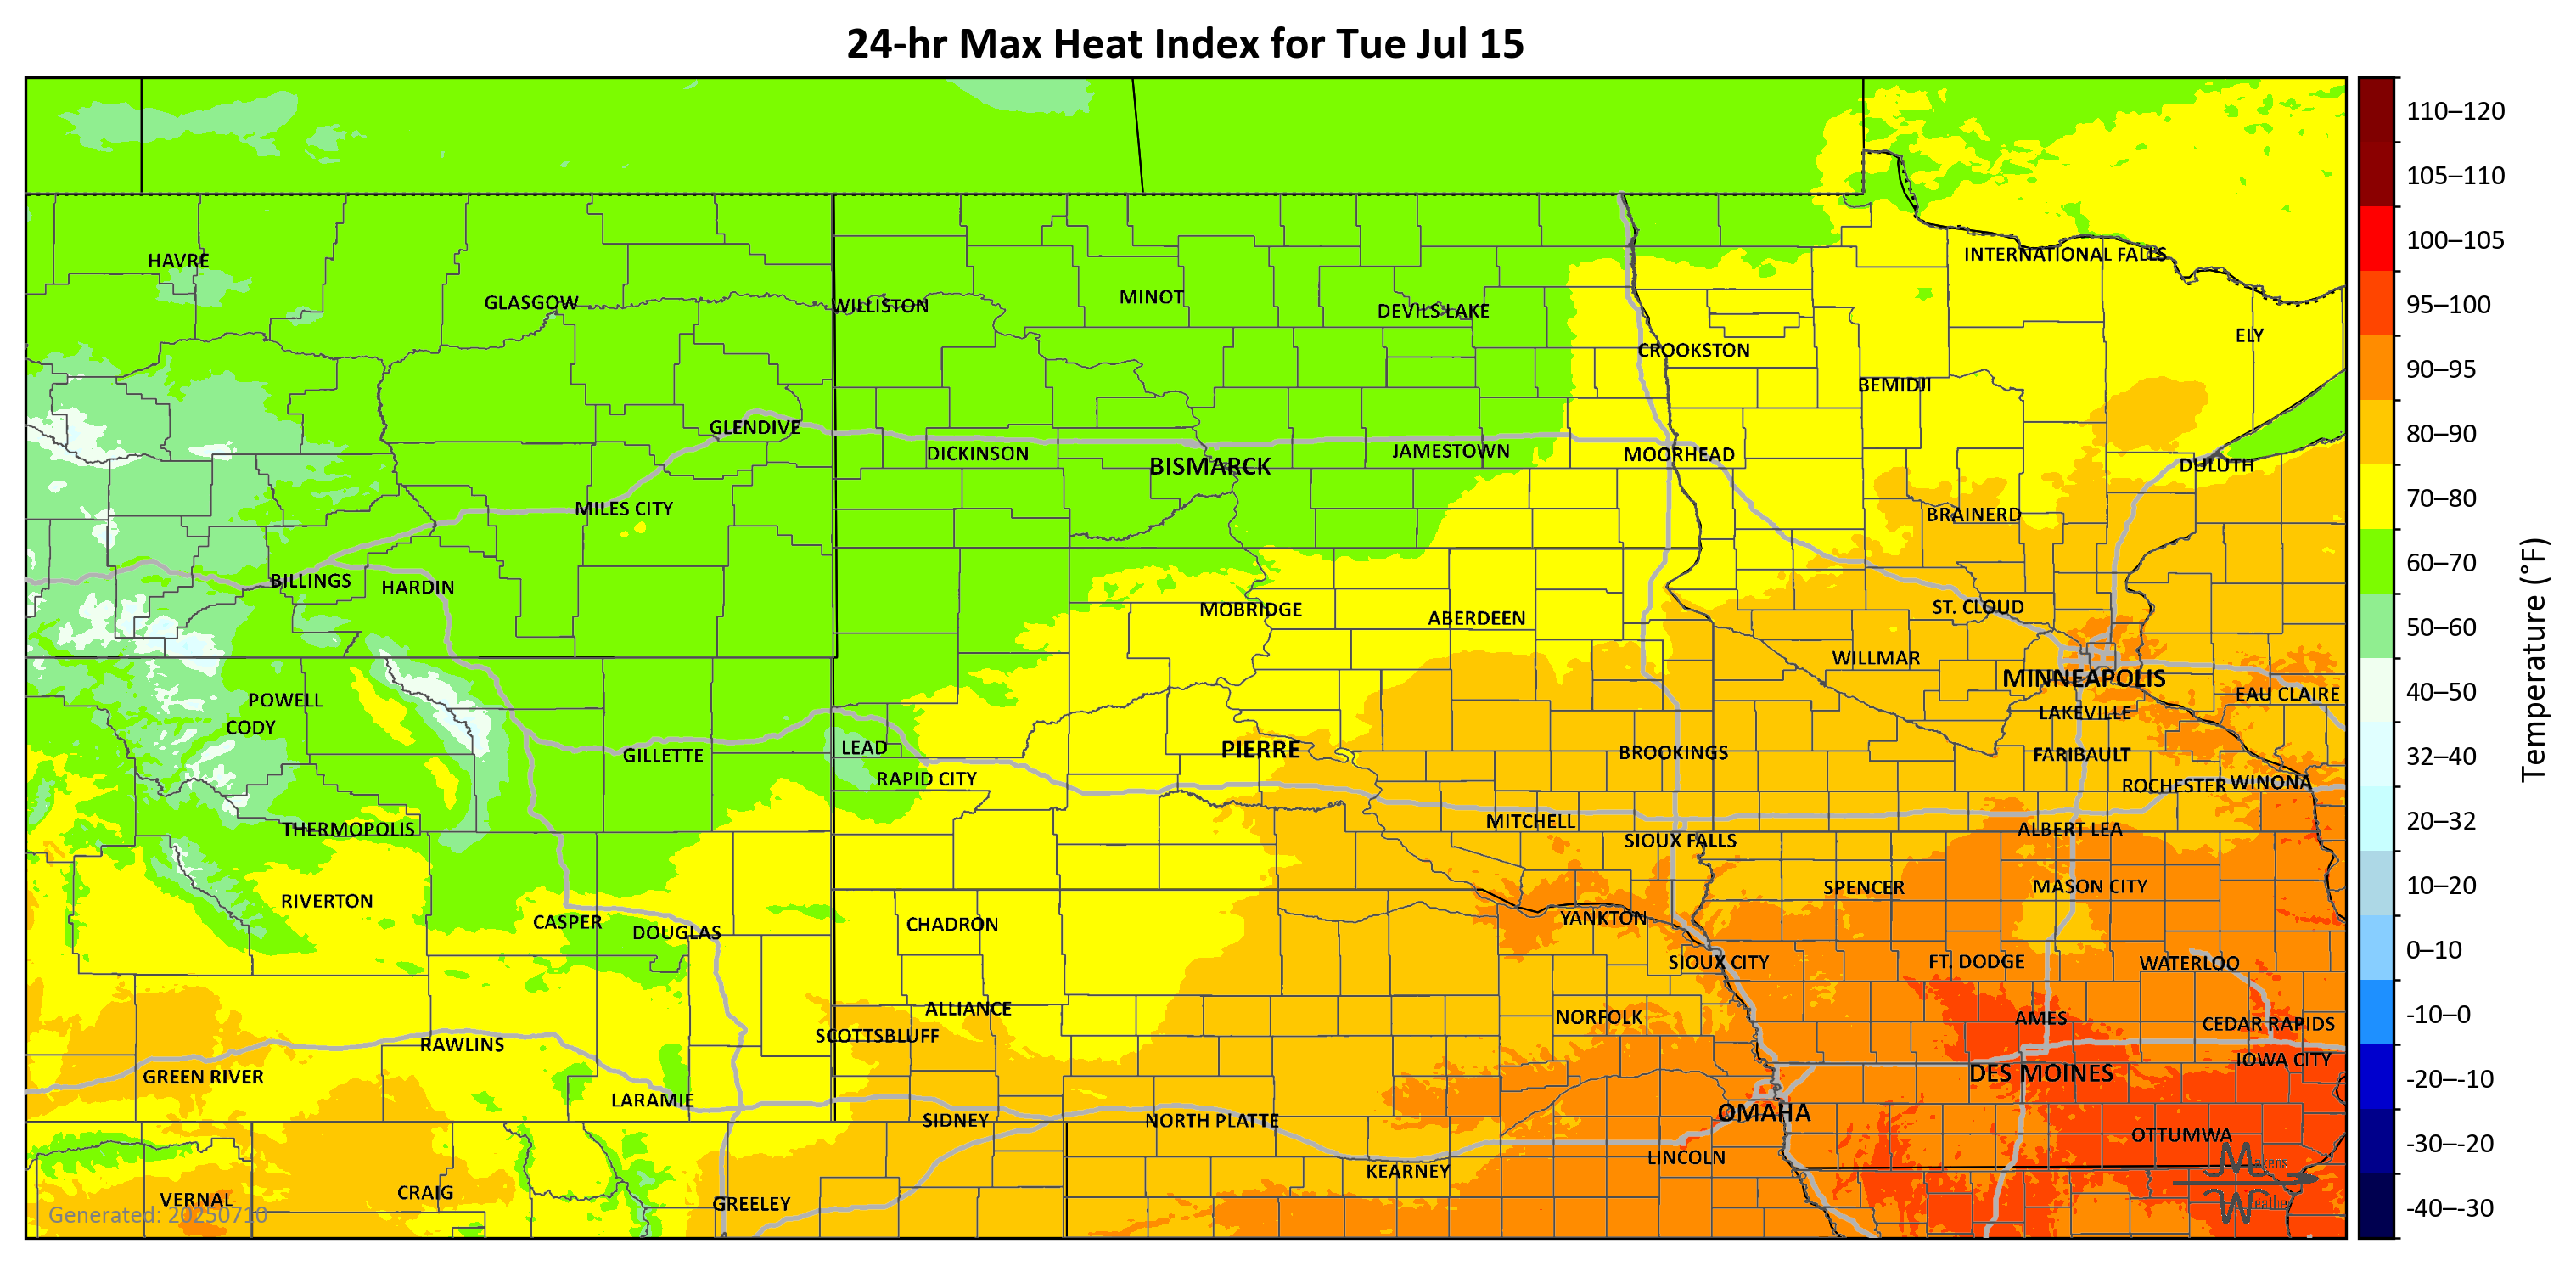 24-hr Max Heat Index for Tue Jul 15
HAVRE
GLASGOW
WILLISTON
MINOT
DEVILS LAKE
INTERNATIONAL FALLS
ELY
CROOKSTON
BEMIDJI
GLENDIVE
DICKINSON
BISMARCK
JAMESTOWN
MOORHEAD
DULUTH
MILES CITY
BRAINERD
BILLINGS
HARDIN
MOBRIDGE
ABERDEEN
ST. CLOUD
WILLMAR
MINNEAPOLIS
EAU CLAIRE
POWELL
CODY
LAKEVILLE
GILLETTE
LEAD
PIERRE
BROOKINGS
FARIBAULT
RAPID CITY
ROCHESTER
WINONA
THERMOPOLIS
MITCHELL
SIOUX FALLS
ALBERT LEA
RIVERTON
SPENCER
MASON CITY
CASPER
DOUGLAS
CHADRON
YANKTON
SIOUX CITY
FT. DODGE
WATERLOO
ALLIANCE
NORFOLK
AMES
CEDAR RAPIDS
SCOTTSBLUFF
RAWLINS
IOWA CITY
GREEN RIVER
DES MOINES
LARAMIE
SIDNEY
NORTH PLATTE
OMAHA
OTTUMWA
LINCOLN
KEARNEY
VERNAL
CRAIG
GREELEY
Generated: 20250710
Makens
Weather
110–120
105–110
100–105
95–100
90–95
80–90
70–80
60–70
50–60
40–50
32–40
20–32
10–20
0–10
-10–0
-20–-10
-30–-20
-40–-30
Temperature (°F)